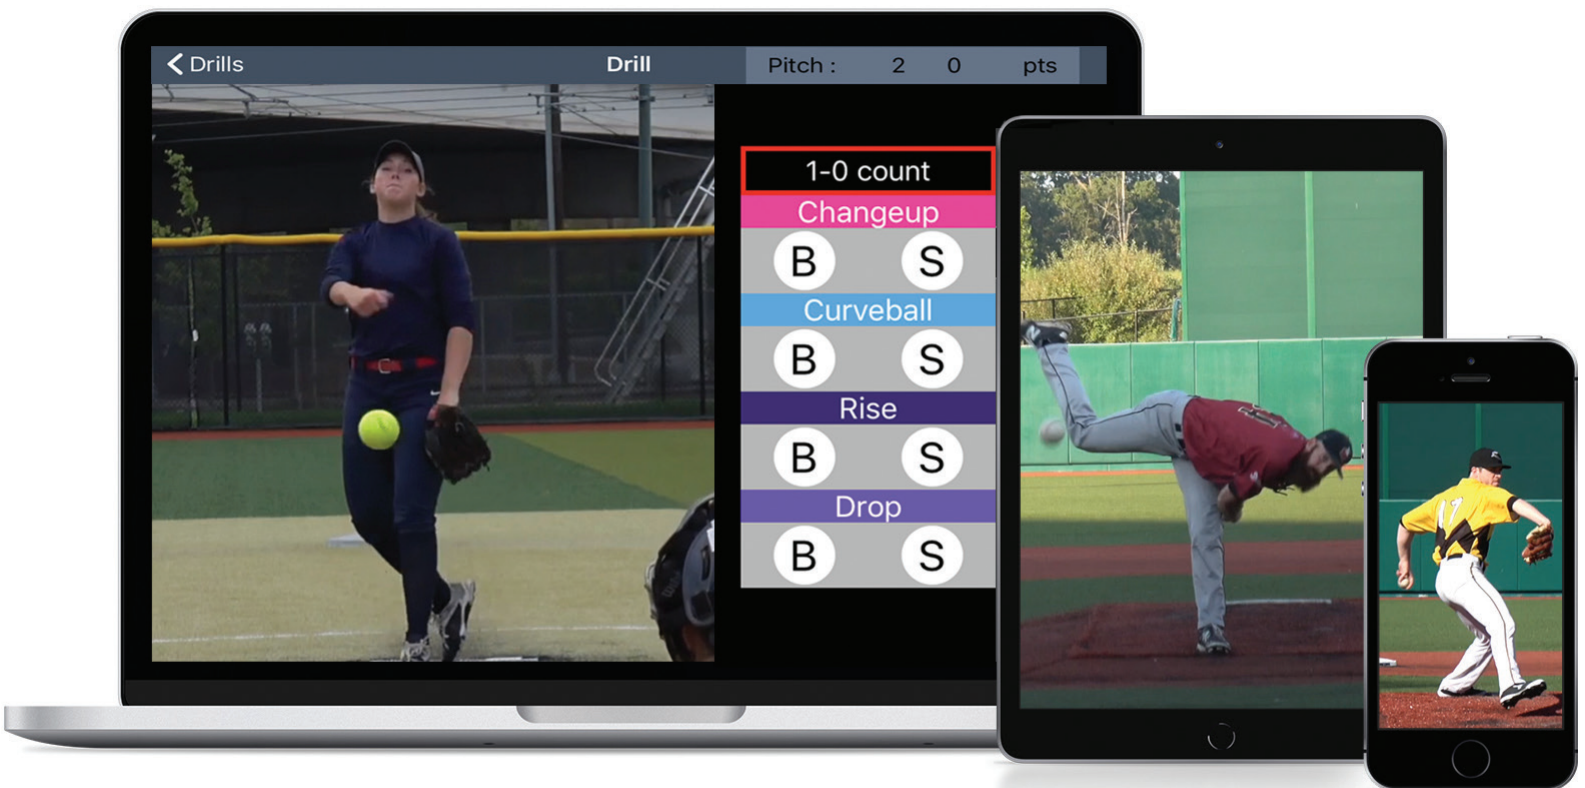 Drills
Drill
Pitch : 2 0 pts
1-0 count
Changeup
B S
Curveball
B S
Rise
B S
Drop
B S